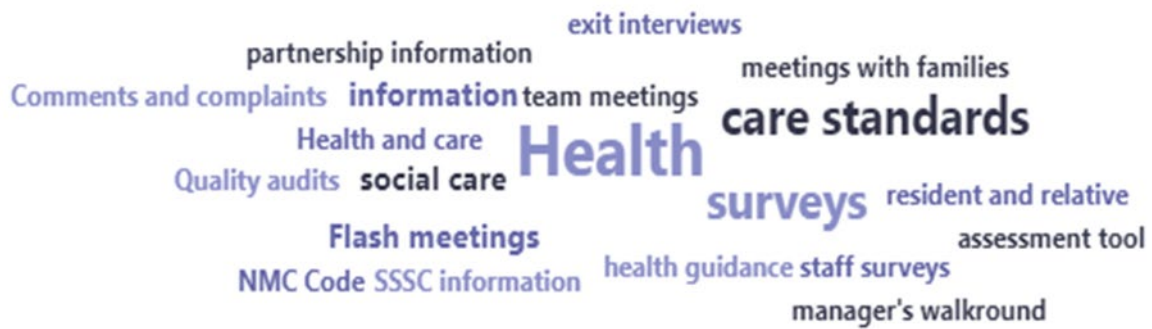 exit interviews
partnership information
meetings with families
Comments and complaints information team meetings
care standards
Health and care
Health
Quality audits social care
surveys resident and relative
Flash meetings
assessment tool
health guidance staff surveys
NMC Code SSSC information
manager's walkround